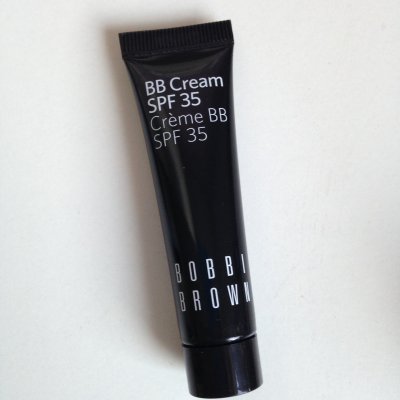 BB Cream
SPF 35
Crème BB
SPF 35
BOBBI
BROWN